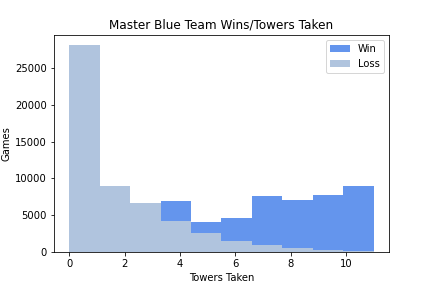 Master Blue Team Wins/Towers Taken
Win
Loss
25000
20000
15000
10000
5000
0
Games
0 2 4 6 8 10
Towers Taken